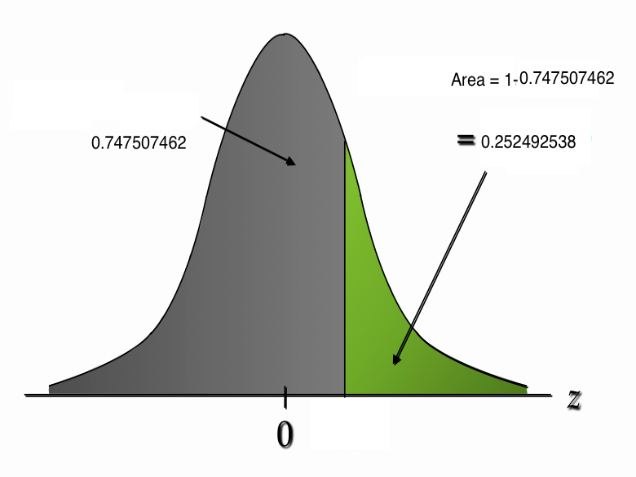 Area = 1-0.747507462
0.747507462
= 0.252492538
z
0